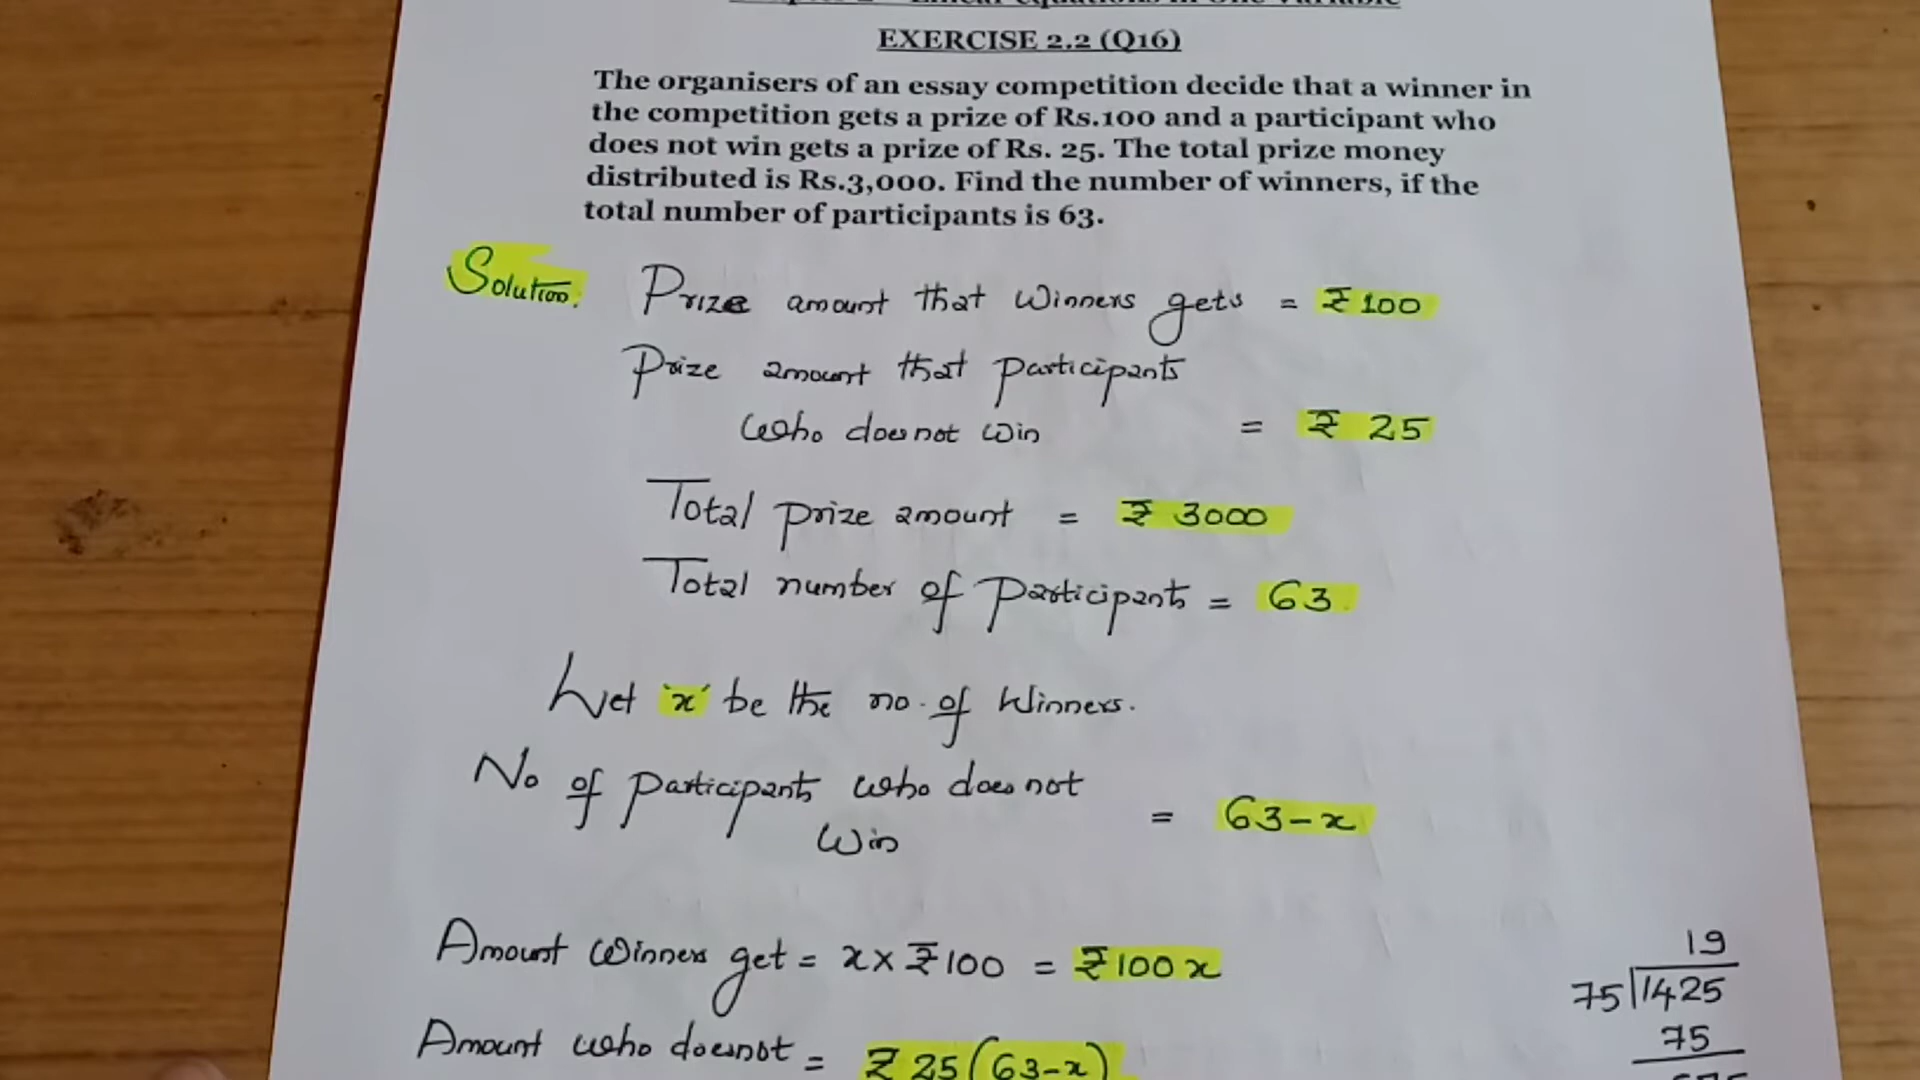 EXERCISE 2.2 (Q16)
The organisers of an essay competition decide that a winner in
the competition gets a prize of Rs.100 and a participant who
does not win gets a prize of Rs. 25. The total prize money
distributed is Rs.3,000. Find the number of winners, if the
total number of participants is 63.
Solution: Prize amount that winners gets = ₹100
Prize amount that participants
who does not win = ₹ 25
Total prize amount = ₹ 3000
Total number of participants = 63.
Let 'x' be the no. of winners.
No of participants who does not
win = 63-x
Amount winners get = x × ₹100 = ₹100x
19
75 1425
75
Amount who doesnot = ₹ 25(63-x)